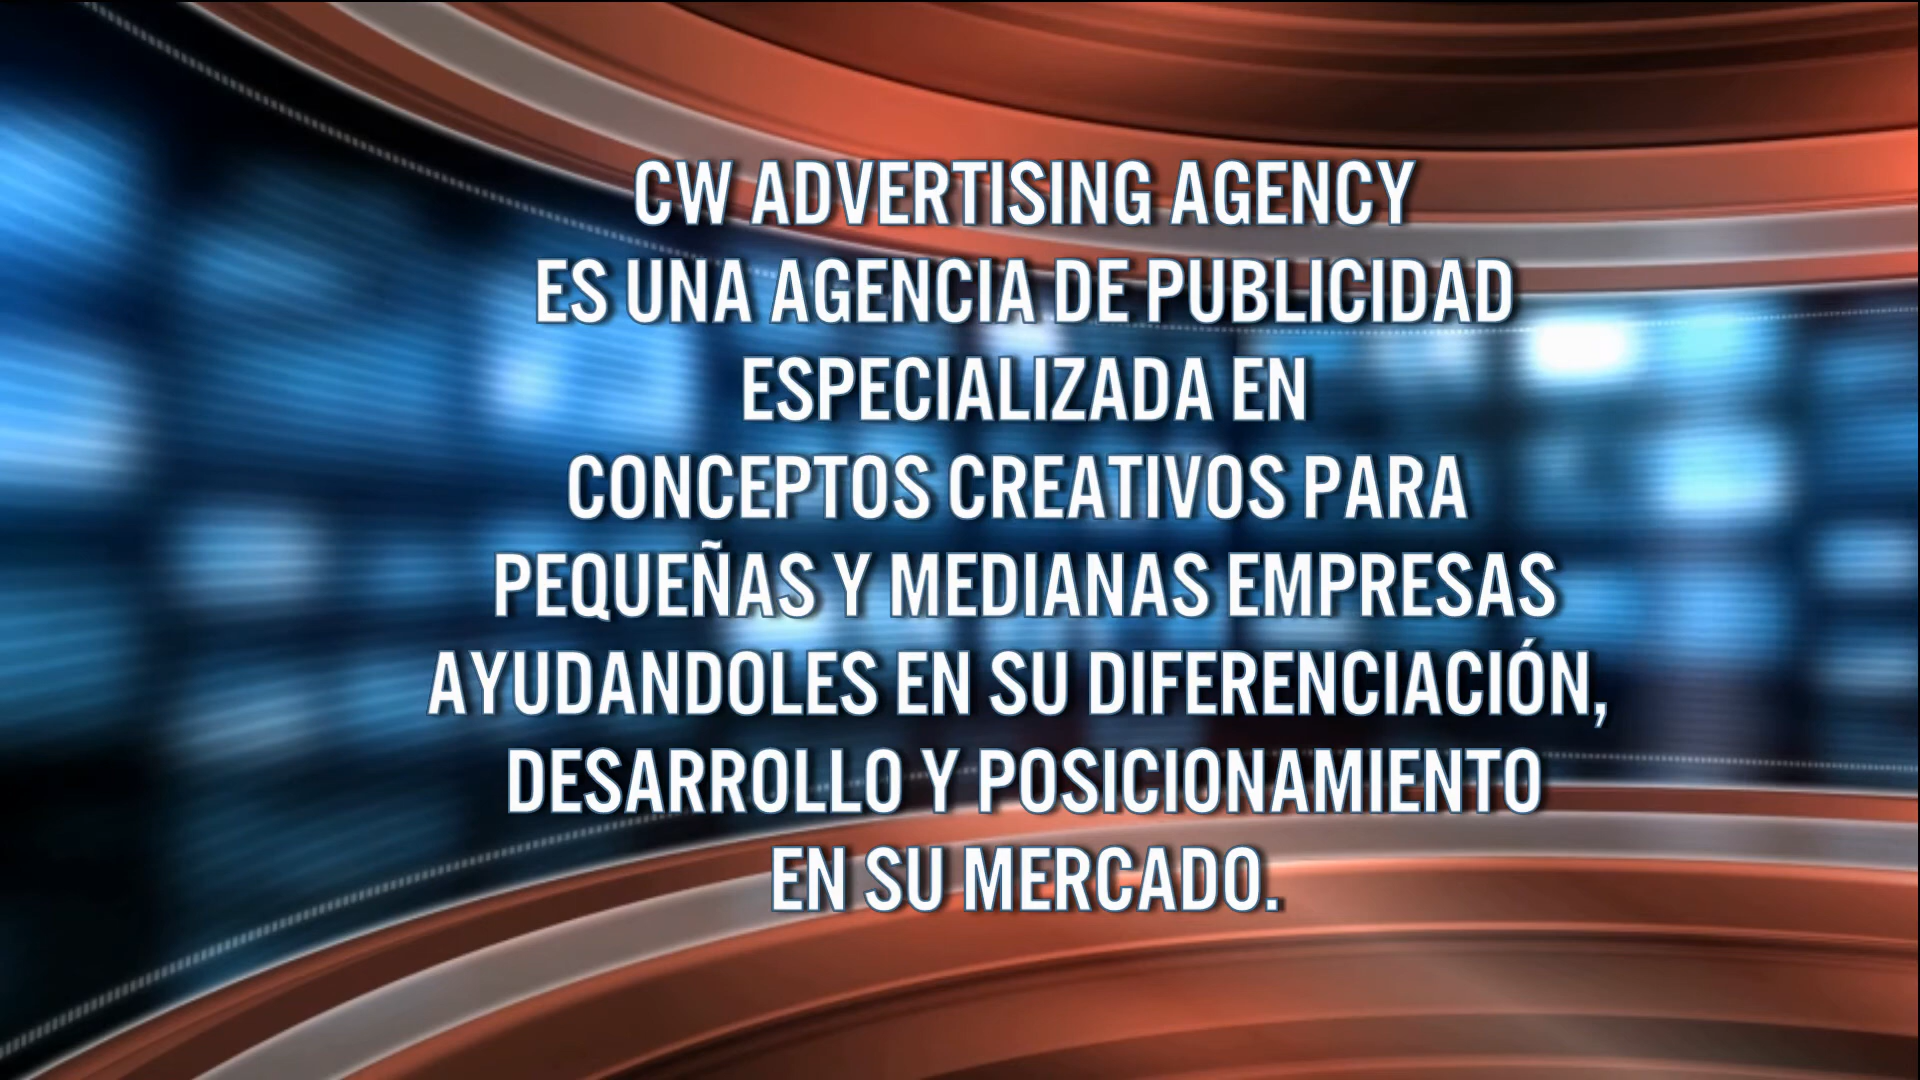 CW ADVERTISING AGENCY
ES UNA AGENCIA DE PUBLICIDAD
ESPECIALIZADA EN
CONCEPTOS CREATIVOS PARA
PEQUEÑAS Y MEDIANAS EMPRESAS
AYUDANDOLES EN SU DIFERENCIACIÓN,
DESARROLLO Y POSICIONAMIENTO
EN SU MERCADO.